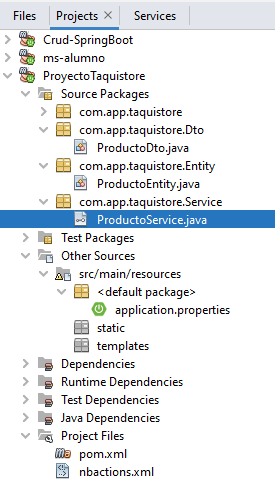 Files Projects × Services
Crud-SpringBoot
ms-alumno
ProyectoTaquistore
Source Packages
com.app.taquistore
com.app.taquistore.Dto
ProductoDto.java
com.app.taquistore.Entity
ProductoEntity.java
com.app.taquistore.Service
ProductoService.java
Test Packages
Other Sources
src/main/resources
<default package>
application.properties
static
templates
Dependencies
Runtime Dependencies
Test Dependencies
Java Dependencies
Project Files
pom.xml
nbactions.xml